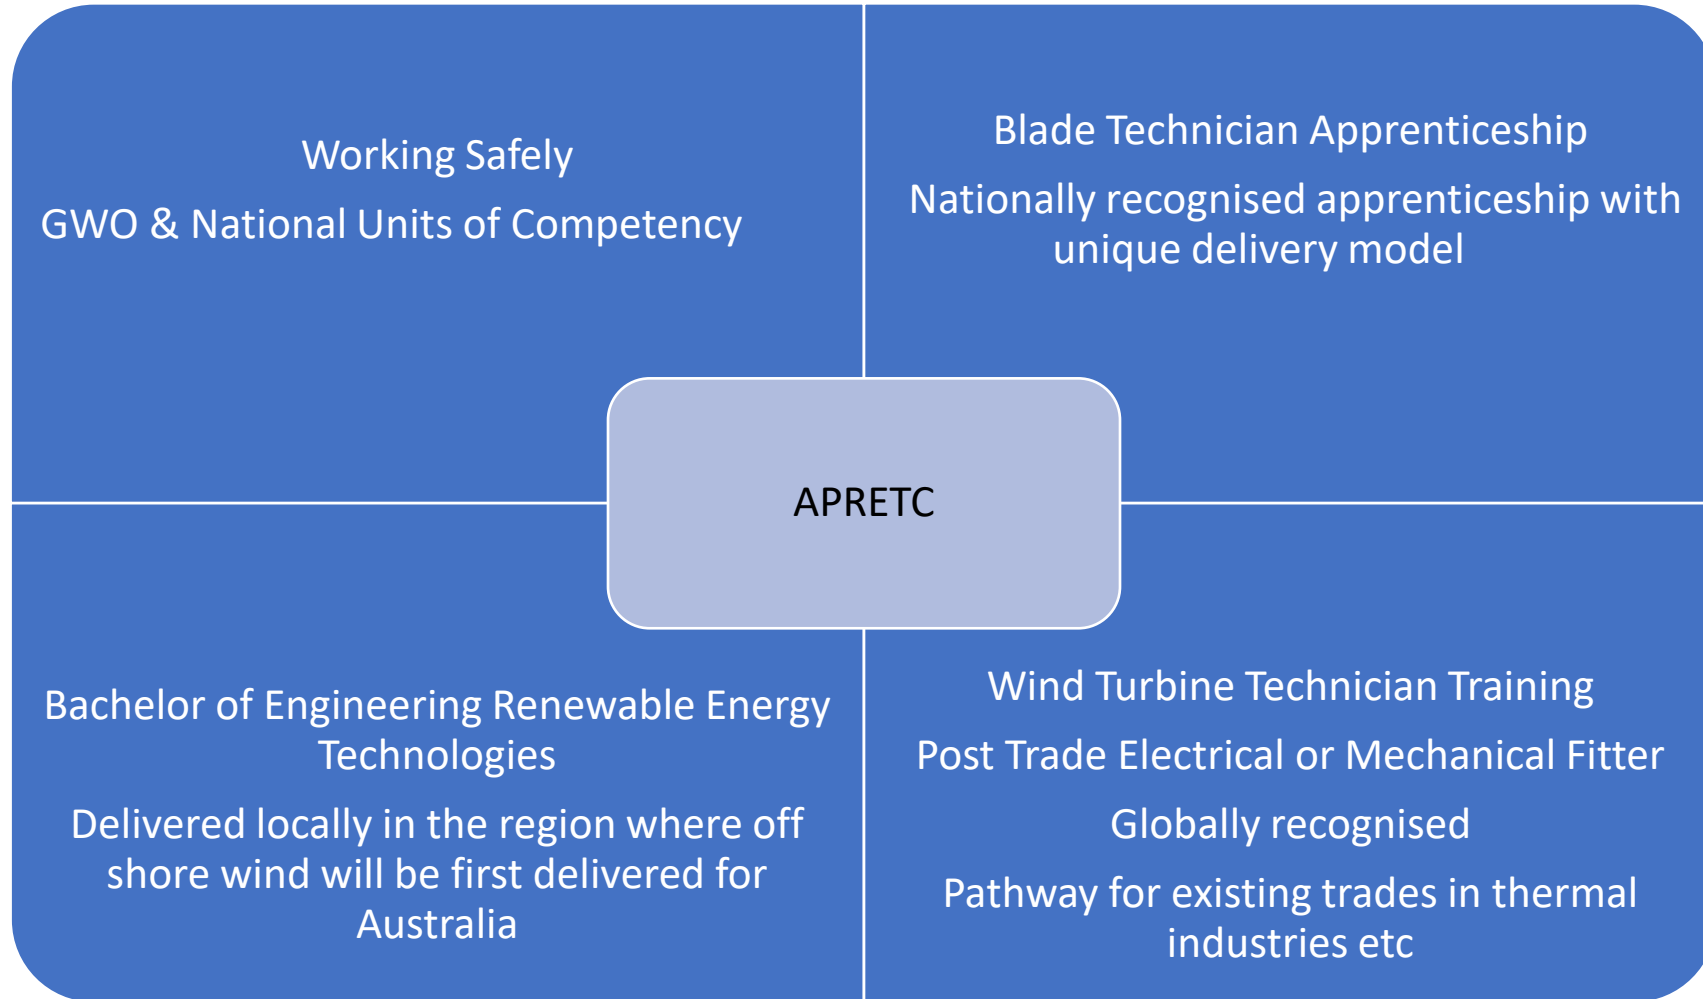 Working Safely
GWO & National Units of Competency
Blade Technician Apprenticeship
Nationally recognised apprenticeship with
unique delivery model
APRETC
Bachelor of Engineering Renewable Energy
Technologies
Delivered locally in the region where off
shore wind will be first delivered for
Australia
Wind Turbine Technician Training
Post Trade Electrical or Mechanical Fitter
Globally recognised
Pathway for existing trades in thermal
industries etc